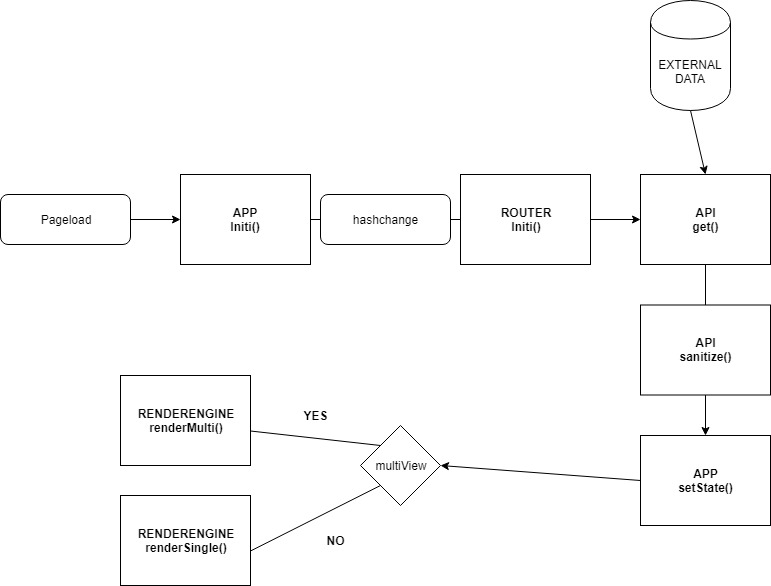 EXTERNAL
DATA
Pageload
APP
Initi()
hashchange
ROUTER
Initi()
API
get()
API
sanitize()
RENDERENGINE
renderMulti()
YES
multiView
APP
setState()
RENDERENGINE
renderSingle()
NO